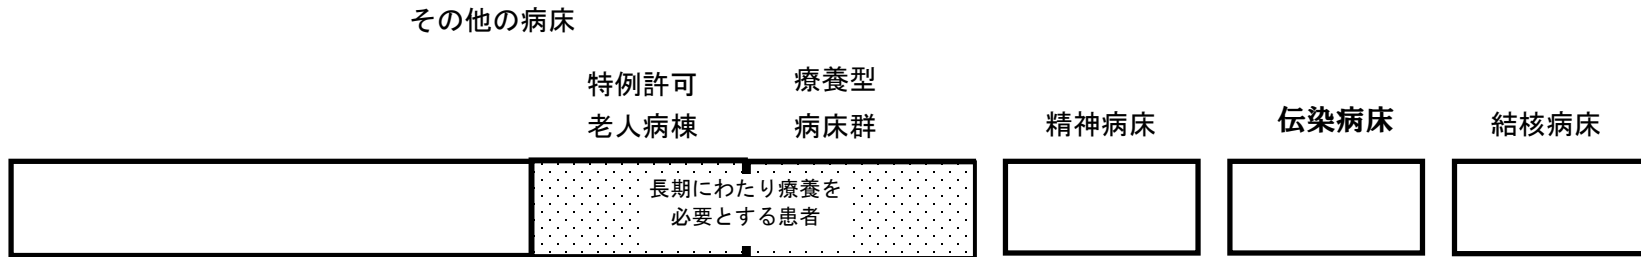 その他の病床
特例許可
老人病棟
療養型
病床群
精神病床
伝染病床
結核病床
長期にわたり療養を
必要とする患者